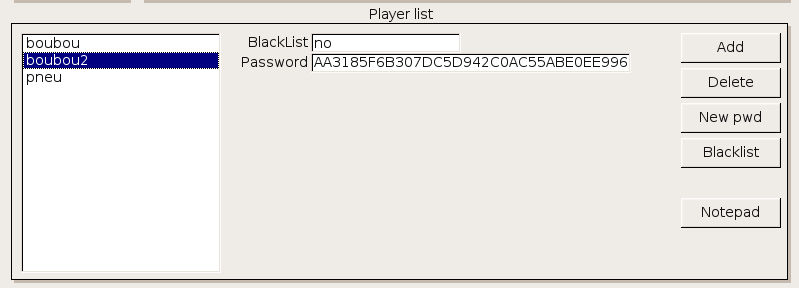 Player list
boubou
boubou2
pneu
BlackList no
Password AA3185F6B307DC5D942C0AC55ABE0EE996
Add
Delete
New pwd
Blacklist
Notepad